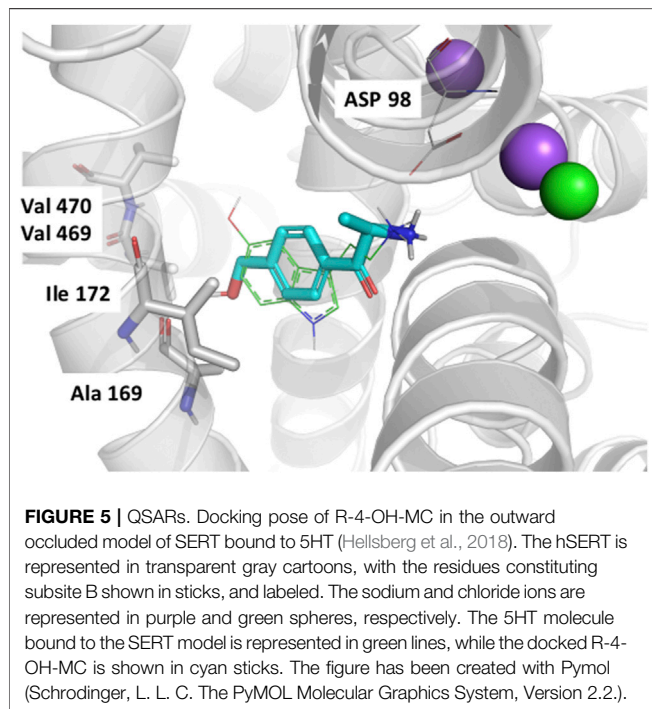 ASP 98
Val 470
Val 469
Ile 172
Ala 169
FIGURE 5 | QSARs. Docking pose of R-4-OH-MC in the outward
occluded model of SERT bound to 5HT (Hellsberg et al., 2018). The hSERT is
represented in transparent gray cartoons, with the residues constituting
subsite B shown in sticks, and labeled. The sodium and chloride ions are
represented in purple and green spheres, respectively. The 5HT molecule
bound to the SERT model is represented in green lines, while the docked R-4-
OH-MC is shown in cyan sticks. The figure has been created with Pymol
(Schrodinger, L. L. C. The PyMOL Molecular Graphics System, Version 2.2.).